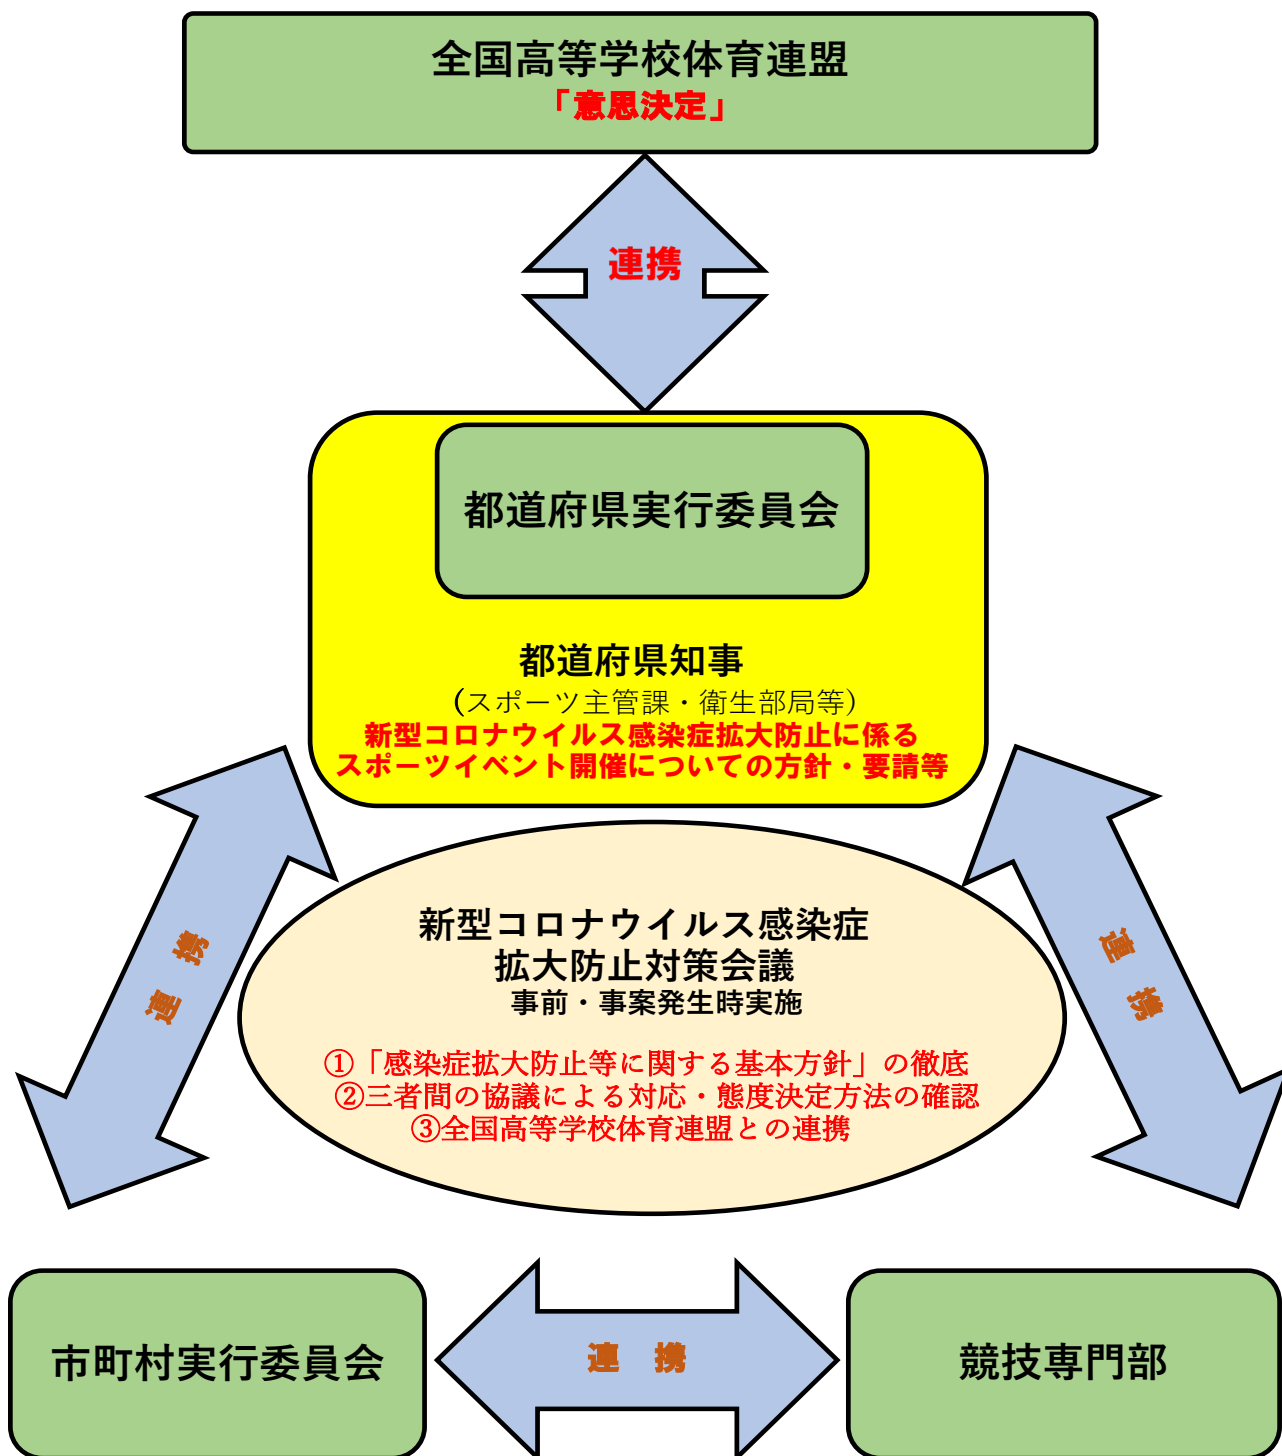 全国高等学校体育連盟
「意思決定」
連携
都道府県実行委員会
都道府県知事
(スポーツ主管課・衛生部局等)
新型コロナウイルス感染症拡大防止に係る
スポーツイベント開催についての方針・要請等
連　携
連　携
新型コロナウイルス感染症
拡大防止対策会議
事前・事案発生時実施
①「感染症拡大防止等に関する基本方針」の徹底
②三者間の協議による対応・態度決定方法の確認
③全国高等学校体育連盟との連携
市町村実行委員会
連　携
競技専門部